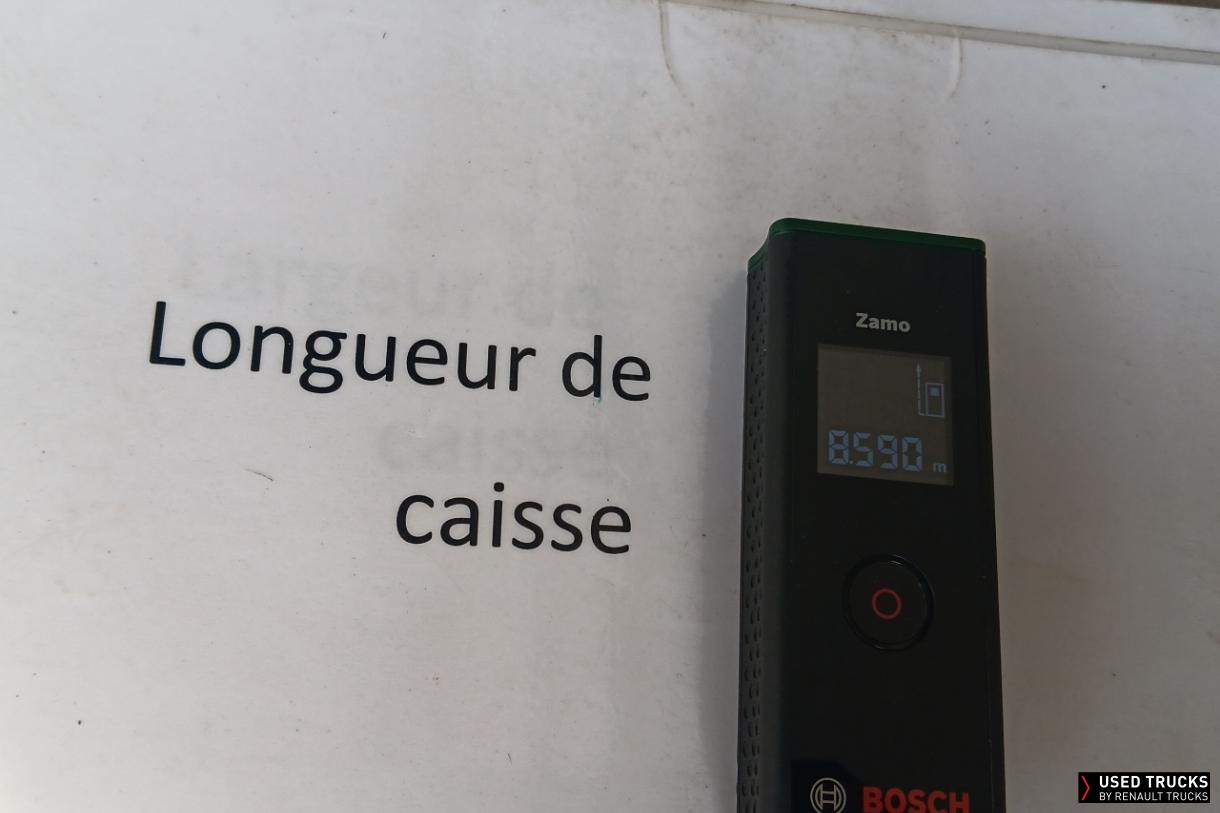 Longueur de
caisse
Zamo
8.590 m
BOSCH
USED TRUCKS
BY RENAULT TRUCKS